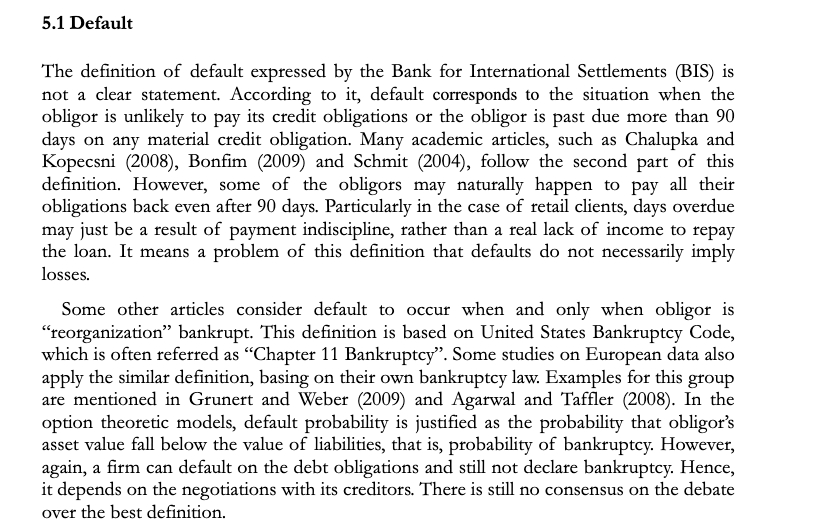 5.1 Default
The definition of default expressed by the Bank for International Settlements (BIS) is
not a clear statement. According to it, default corresponds to the situation when the
obligor is unlikely to pay its credit obligations or the obligor is past due more than 90
days on any material credit obligation. Many academic articles, such as Chalupka and
Kopecsni (2008), Bonfim (2009) and Schmit (2004), follow the second part of this
definition. However, some of the obligors may naturally happen to pay all their
obligations back even after 90 days. Particularly in the case of retail clients, days overdue
may just be a result of payment indiscipline, rather than a real lack of income to repay
the loan. It means a problem of this definition that defaults do not necessarily imply
losses.
Some other articles consider default to occur when and only when obligor is
“reorganization” bankrupt. This definition is based on United States Bankruptcy Code,
which is often referred as “Chapter 11 Bankruptcy”. Some studies on European data also
apply the similar definition, basing on their own bankruptcy law. Examples for this group
are mentioned in Grunert and Weber (2009) and Agarwal and Taffler (2008). In the
option theoretic models, default probability is justified as the probability that obligor’s
asset value fall below the value of liabilities, that is, probability of bankruptcy. However,
again, a firm can default on the debt obligations and still not declare bankruptcy. Hence,
it depends on the negotiations with its creditors. There is still no consensus on the debate
over the best definition.